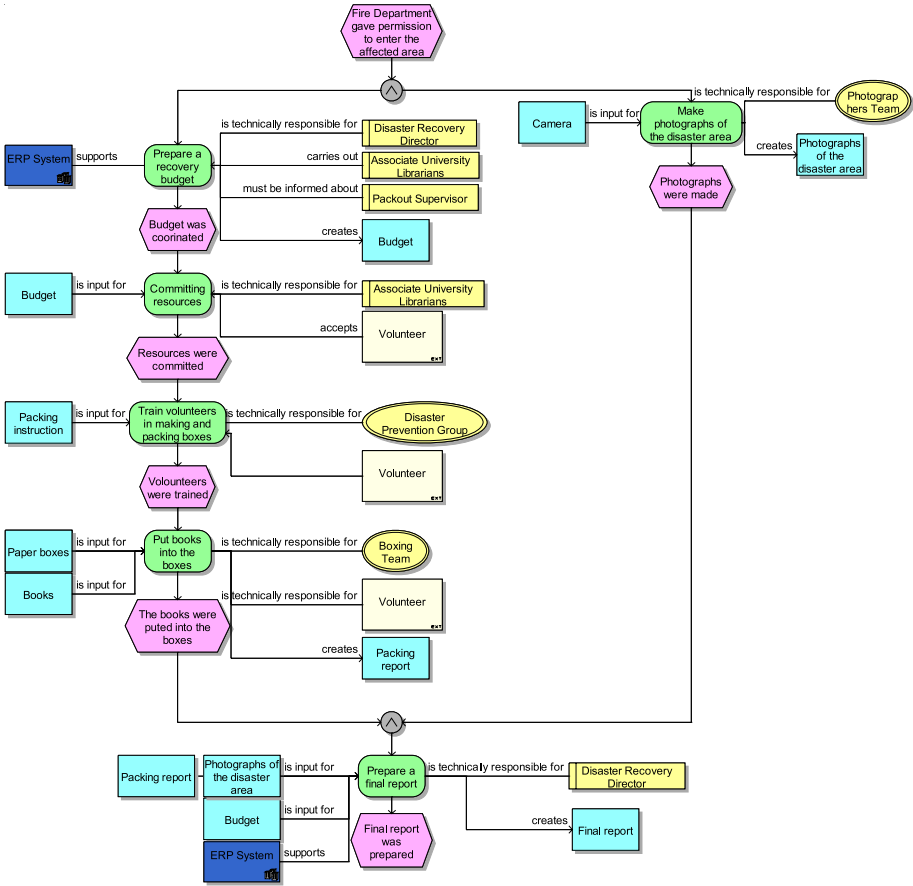 Fire Department
gave permission
to enter the
affected area
is technically responsible for
Photograp
hers Team
Camera
is input for
Make
photographs of
the disaster area
creates
Photographs
of the
disaster area
Photographs
were made
ERP System
supports
Prepare a
recovery
budget
is technically responsible for
Disaster Recovery
Director
carries out
Associate University
Librarians
must be informed about
Packout Supervisor
creates
Budget
Budget was
coorinated
Budget
is input for
Committing
resources
is technically responsible for
Associate University
Librarians
accepts
Volunteer
EXT
Resources were
committed
Packing
instruction
is input for
Train volunteers
in making and
packing boxes
is technically responsible for
Disaster
Prevention Group
Volunteer
EXT
Volounteers
were trained
Paper boxes
is input for
Books
is input for
Put books
into the
boxes
is technically responsible for
Boxing
Team
is technically responsible for
Volunteer
EXT
The books were
puted into the
boxes
creates
Packing
report
Packing report
Photographs of
the disaster
area
is input for
Budget
is input for
ERP System
supports
Prepare a
final report
is technically responsible for
Disaster Recovery
Director
creates
Final report
Final report
was
prepared